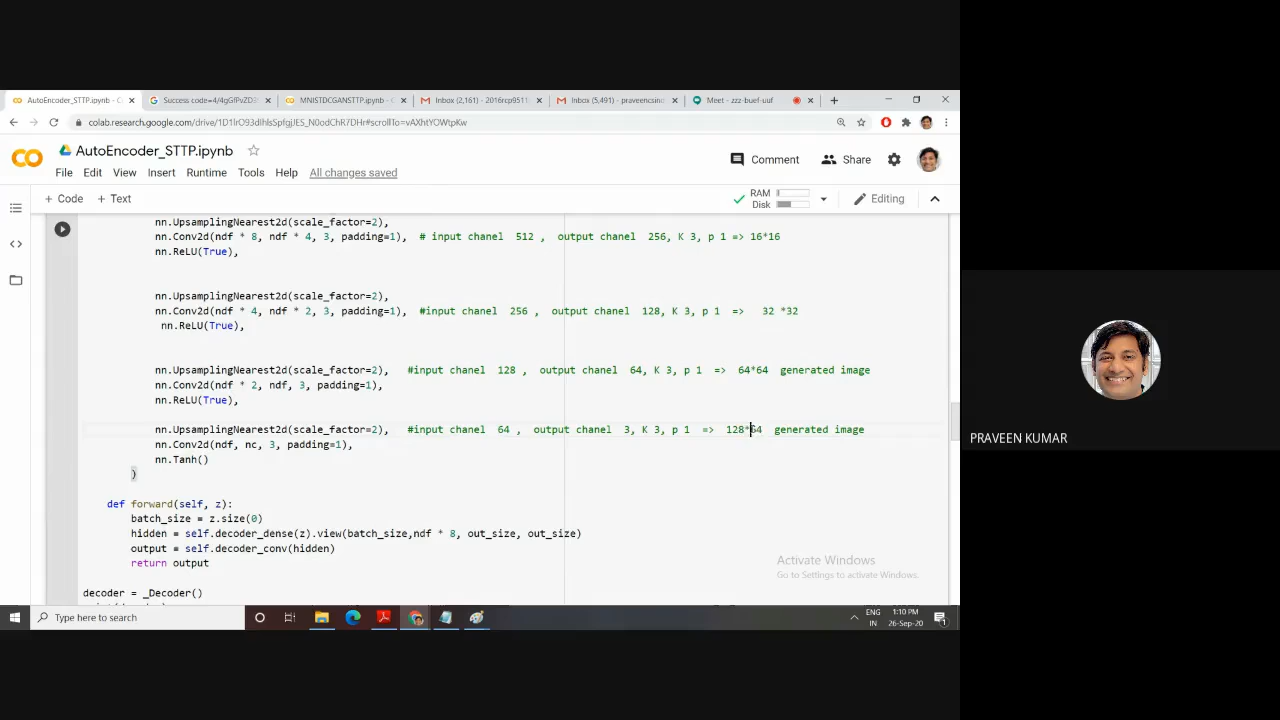 AutoEncoder_STTP.ipynb - C
Success code=4/4gGfPvZD3
MNISTDCGANSTTP.ipynb - C
Inbox (2,161) - 2016rcp9511
Inbox (5,491) - praveencsino
Meet - zzz-buef-uuf
colab.research.google.com/drive/1D1lrO93dIhIsSpfgJES_N0odChR7DHr#scrollTo=vAXhtYOWtpKw
AutoEncoder_STTP.ipynb
Comment
Share
File Edit View Insert Runtime Tools Help All changes saved
+ Code + Text
RAM
Disk
Editing
nn.UpsamplingNearest2d(scale_factor=2),
nn.Conv2d(ndf * 8, ndf * 4, 3, padding=1), # input chanel 512 , output chanel 256, K 3, p 1 => 16*16
nn.ReLU(True),
nn.UpsamplingNearest2d(scale_factor=2),
nn.Conv2d(ndf * 4, ndf * 2, 3, padding=1), #input chanel 256 , output chanel 128, K 3, p 1 => 32 *32
nn.ReLU(True),
nn.UpsamplingNearest2d(scale_factor=2), #input chanel 128 , output chanel 64, K 3, p 1 => 64*64 generated image
nn.Conv2d(ndf * 2, ndf, 3, padding=1),
nn.ReLU(True),
nn.UpsamplingNearest2d(scale_factor=2), #input chanel 64 , output chanel 3, K 3, p 1 => 128*64 generated image
nn.Conv2d(ndf, nc, 3, padding=1),
nn.Tanh()
)
def forward(self, z):
batch_size = z.size(0)
hidden = self.decoder_dense(z).view(batch_size,ndf * 8, out_size, out_size)
output = self.decoder_conv(hidden)
return output
decoder = _Decoder()
Activate Windows
Go to Settings to activate Windows.
PRAVEEN KUMAR
Type here to search
ENG
IN
1:10 PM
26-Sep-20
1